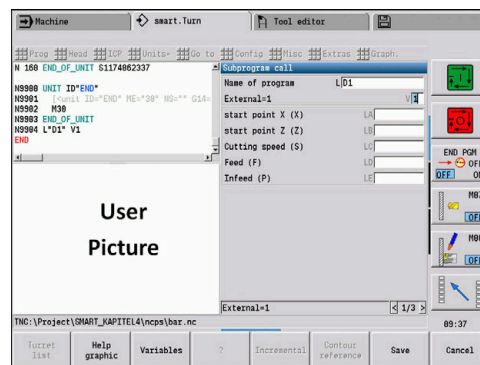 Machine
smart.Turn
Tool editor
Prog Head ICP Units» Go to Config Misc Extras Graph.
N 160 END_OF_UNIT S1174862337
N9900 UNIT ID"END"
N9901 [<unit ID="END" ME="30" NS="" G14=
N9902 M30
N9903 END_OF_UNIT
N9904 L"D1" V1
END
User
Picture
Subprogram call
Name of program L D1
External=1 V 1
start point X (X) LA
start point Z (Z) LB
Cutting speed (S) LC
Feed (F) LD
Infeed (P) LE
External=1 < 1/3 >
TNC:\Project\SMART_KAPITEL4\ncps\bar.nc
END PGM
OFF
OFF
OFF
OFF
09:37
Turret list
Help graphic
Variables
?
Incremental
Contour reference
Save
Cancel